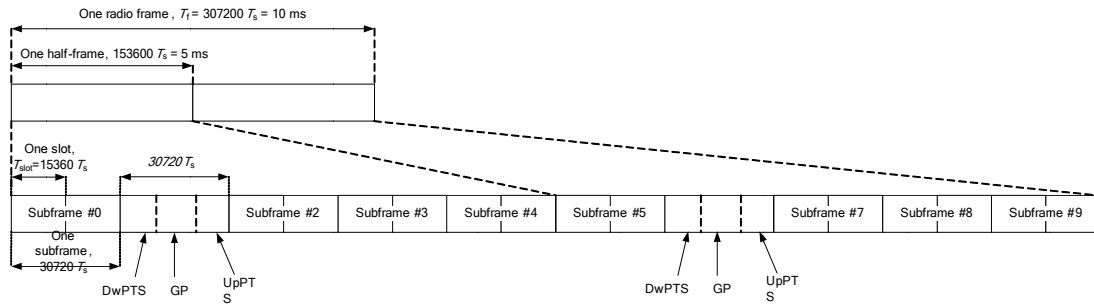 One radio frame , Tf = 307200 Ts = 10 ms
One half-frame, 153600 Ts = 5 ms
One slot,
Tslot=15360 Ts
30720Ts
Subframe #0
Subframe #2
Subframe #3
Subframe #4
Subframe #5
Subframe #7
Subframe #8
Subframe #9
One
subframe ,
30720 Ts
DwPTS
GP
UpPT
S
DwPTS
GP
UpPT
S